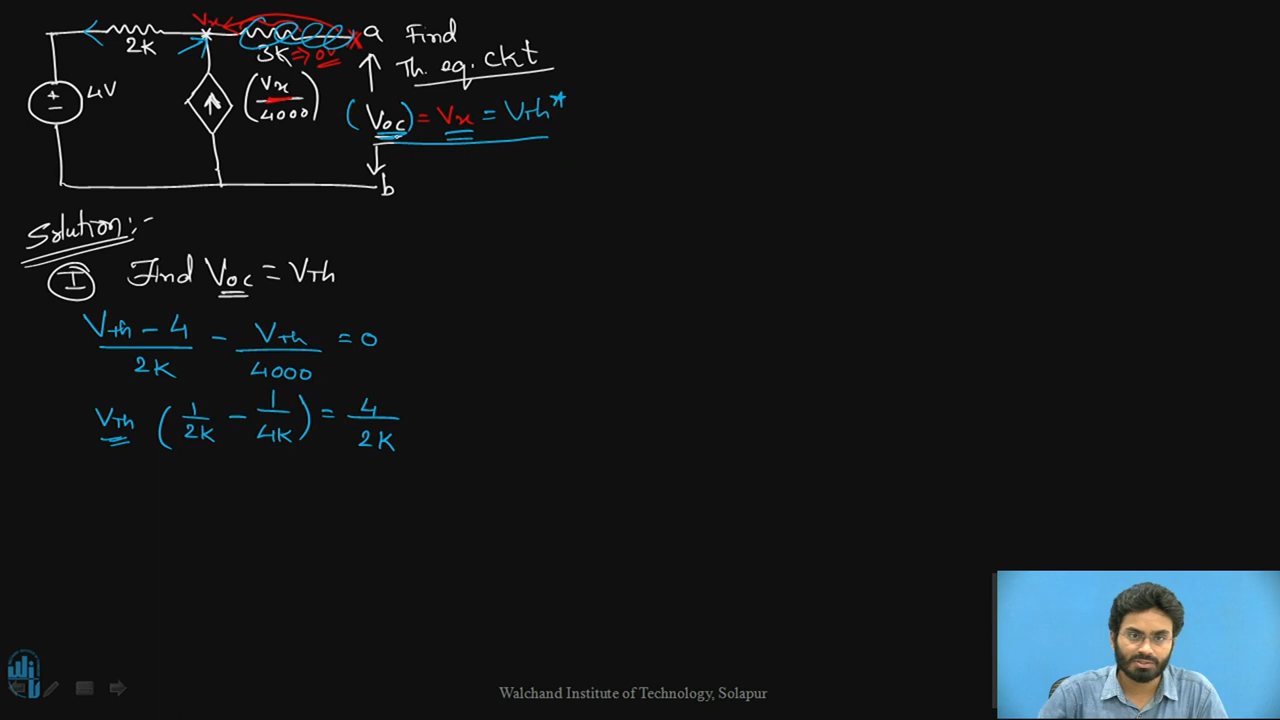 Vx
2K
3K ⇒ 0V
a
Find
Th. eq. ckt
4V
+
−
(Vx/4000)
(Voc) = Vx = VTh*
b
Solution:-
I Find Voc = VTh
(VTh − 4)/2K − VTh/4000 = 0
VTh (1/2K − 1/4K) = 4/2K
Walchand Institute of Technology, Solapur